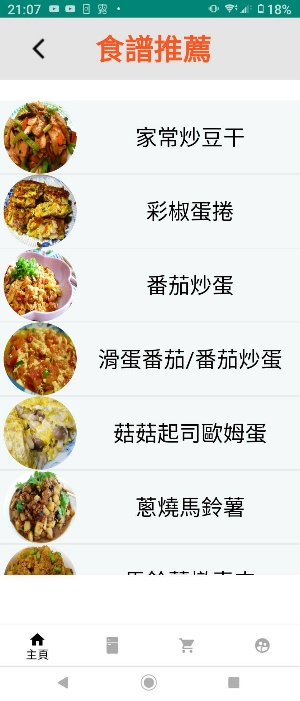 21:07
18%
食譜推薦
家常炒豆干
彩椒蛋捲
番茄炒蛋
滑蛋番茄/番茄炒蛋
菇菇起司歐姆蛋
蔥燒馬鈴薯
主頁